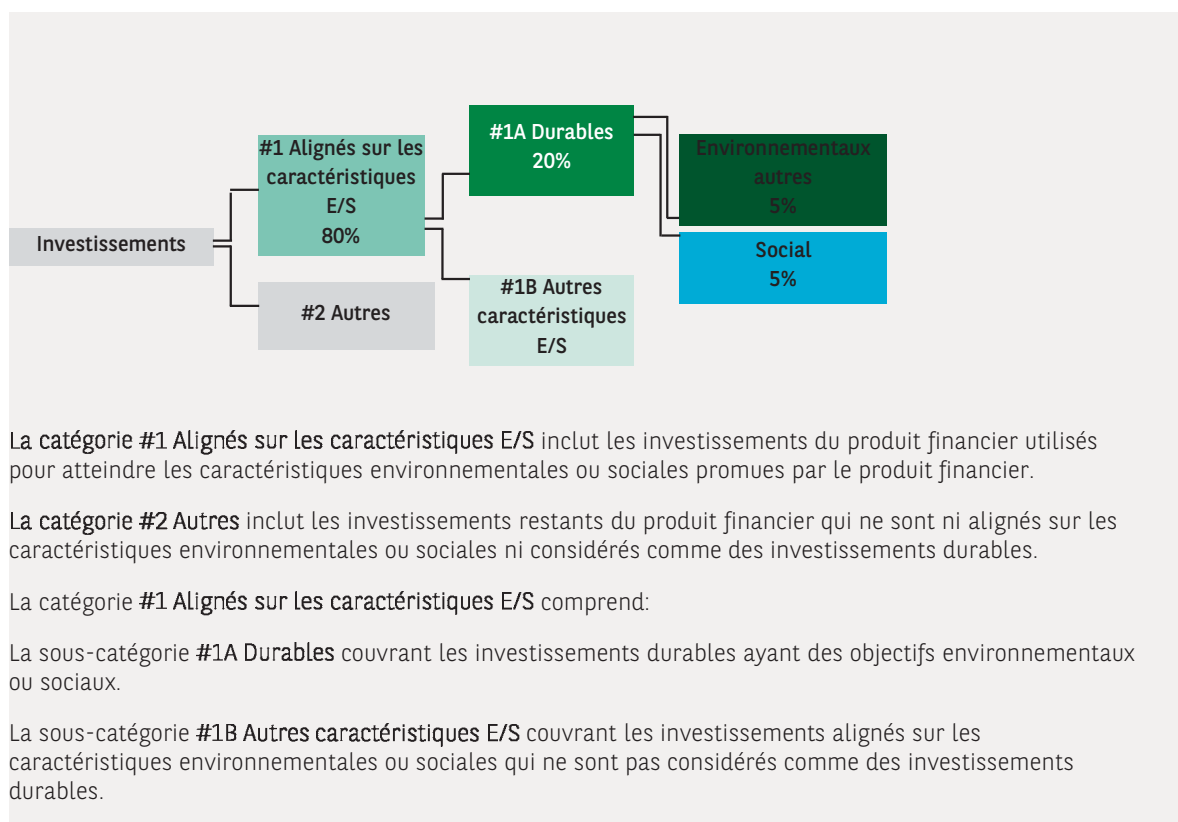 Investissements
#1 Alignés sur les
caractéristiques
E/S
80%
#2 Autres
#1A Durables
20%
#1B Autres
caractéristiques
E/S
Environnementaux
autres
5%
Social
5%
La catégorie #1 Alignés sur les caractéristiques E/S inclut les investissements du produit financier utilisés
pour atteindre les caractéristiques environnementales ou sociales promues par le produit financier.
La catégorie #2 Autres inclut les investissements restants du produit financier qui ne sont ni alignés sur les
caractéristiques environnementales ou sociales ni considérés comme des investissements durables.
La catégorie #1 Alignés sur les caractéristiques E/S comprend:
La sous-catégorie #1A Durables couvrant les investissements durables ayant des objectifs environnementaux
ou sociaux.
La sous-catégorie #1B Autres caractéristiques E/S couvrant les investissements alignés sur les
caractéristiques environnementales ou sociales qui ne sont pas considérés comme des investissements
durables.